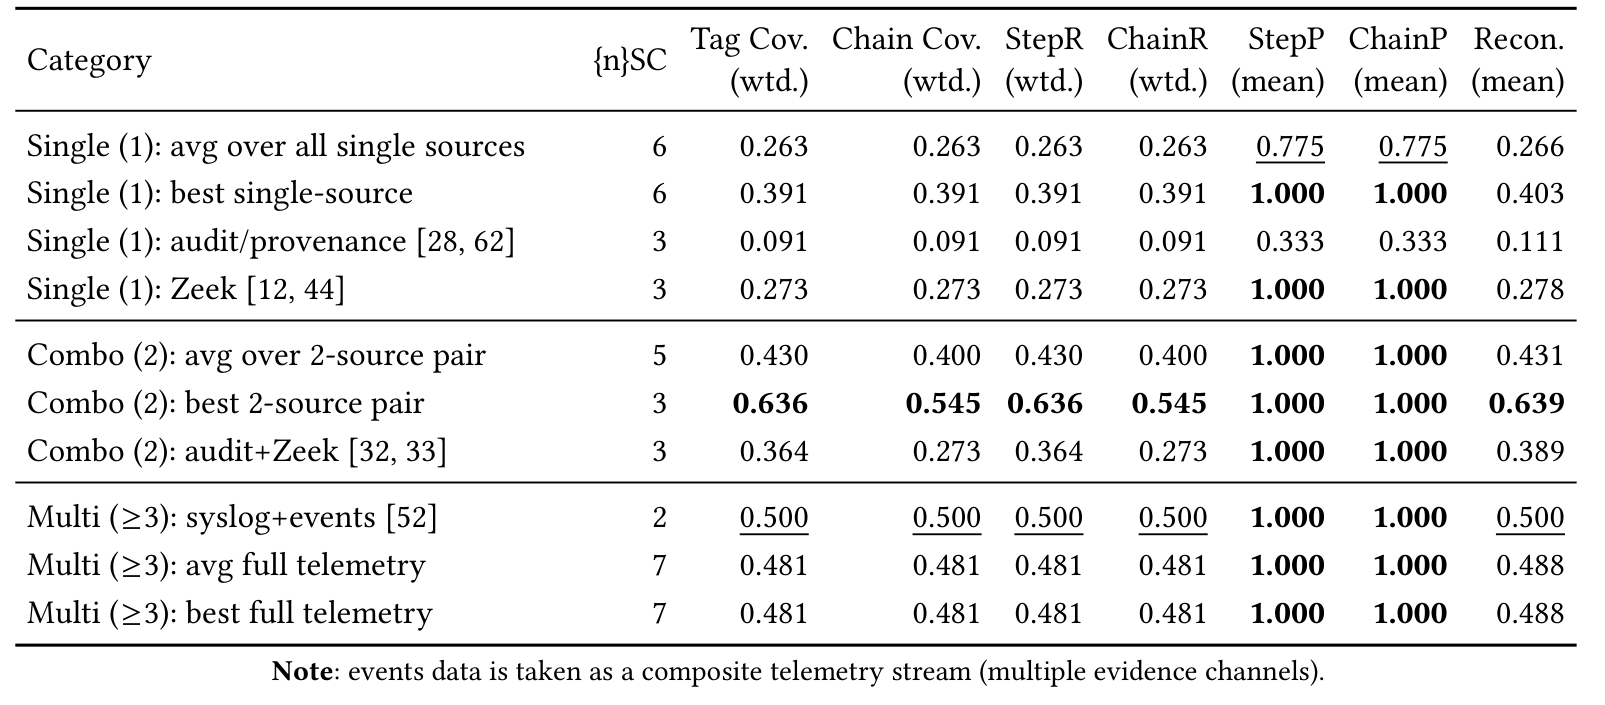 Category {n}SC Tag Cov. (wtd.) Chain Cov. (wtd.) StepR (wtd.) ChainR (wtd.) StepP (mean) ChainP (mean) Recon. (mean)
Single (1): avg over all single sources 6 0.263 0.263 0.263 0.263 0.775 0.775 0.266
Single (1): best single-source 6 0.391 0.391 0.391 0.391 1.000 1.000 0.403
Single (1): audit/provenance [28, 62] 3 0.091 0.091 0.091 0.091 0.333 0.333 0.111
Single (1): Zeek [12, 44] 3 0.273 0.273 0.273 0.273 1.000 1.000 0.278
Combo (2): avg over 2-source pair 5 0.430 0.400 0.430 0.400 1.000 1.000 0.431
Combo (2): best 2-source pair 3 0.636 0.545 0.636 0.545 1.000 1.000 0.639
Combo (2): audit+Zeek [32, 33] 3 0.364 0.273 0.364 0.273 1.000 1.000 0.389
Multi (≥3): syslog+events [52] 2 0.500 0.500 0.500 0.500 1.000 1.000 0.500
Multi (≥3): avg full telemetry 7 0.481 0.481 0.481 0.481 1.000 1.000 0.488
Multi (≥3): best full telemetry 7 0.481 0.481 0.481 0.481 1.000 1.000 0.488
Note: events data is taken as a composite telemetry stream (multiple evidence channels).